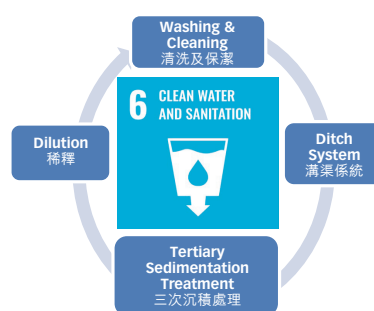 Washing &
Cleaning
清洗及保潔
6 CLEAN WATER
AND SANITATION
Dilution
稀釋
Ditch
System
溝渠係統
Tertiary
Sedimentation
Treatment
三次沉積處理